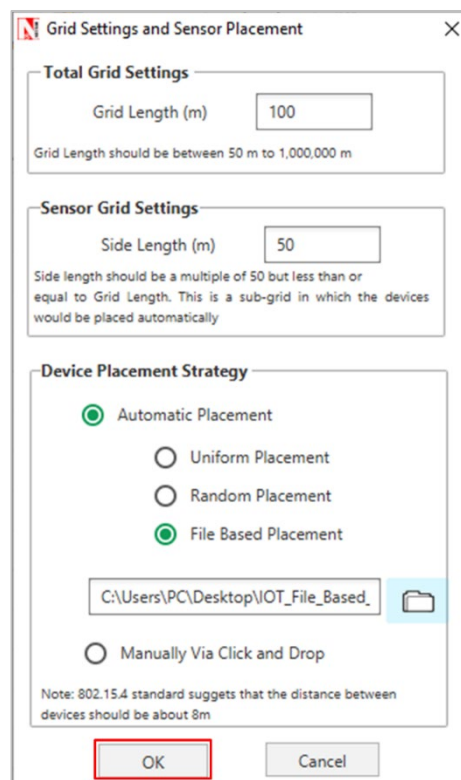 Grid Settings and Sensor Placement
Total Grid Settings
Grid Length (m) 100
Grid Length should be between 50 m to 1,000,000 m
Sensor Grid Settings
Side Length (m) 50
Side length should be a multiple of 50 but less than or
equal to Grid Length. This is a sub-grid in which the devices
would be placed automatically
Device Placement Strategy
Automatic Placement
Uniform Placement
Random Placement
File Based Placement
C:\Users\PC\Desktop\IOT_File_Based_
Manually Via Click and Drop
Note: 802.15.4 standard suggests that the distance between
devices should be about 8m
OK Cancel